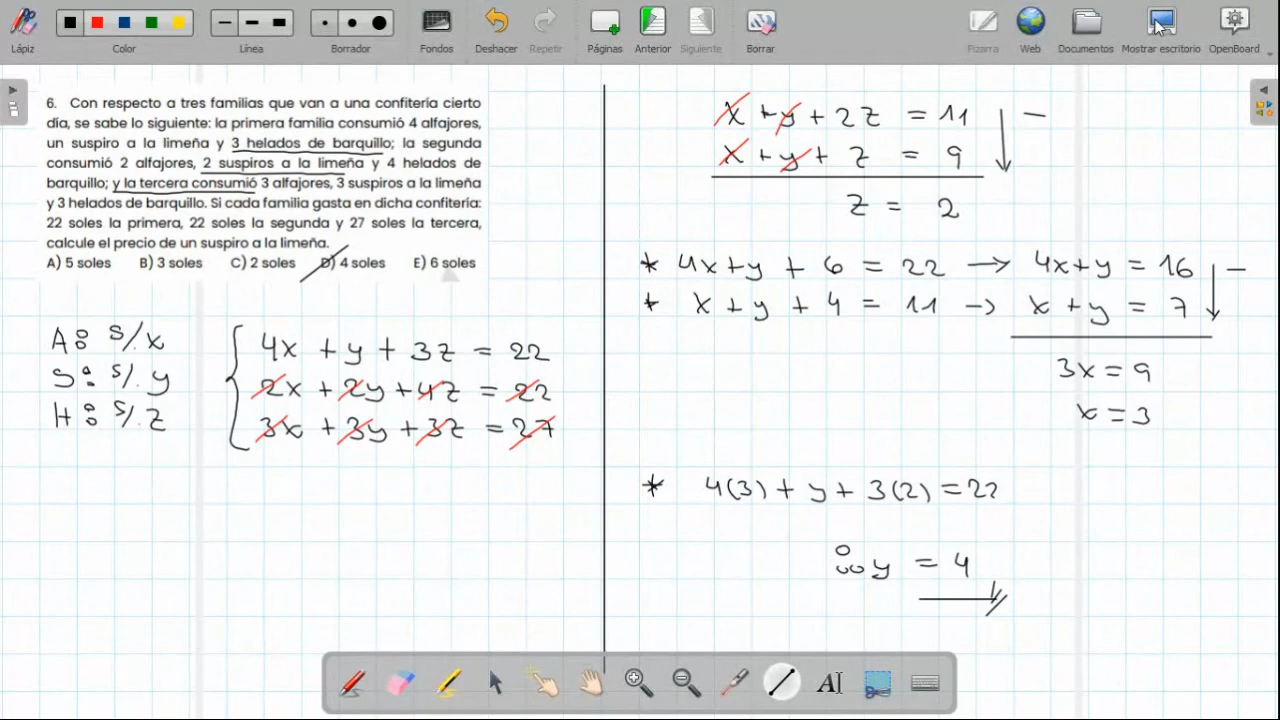 Lápiz
Color
Línea
Borrador
Fondos
Deshacer
Repetir
Páginas
Anterior
Siguiente
Borrar
Pizarra
Web
Documentos
Mostrar escritorio
OpenBoard
6. Con respecto a tres familias que van a una confitería cierto
día, se sabe lo siguiente: la primera familia consumió 4 alfajores,
un suspiro a la limeña y 3 helados de barquillo; la segunda
consumió 2 alfajores, 2 suspiros a la limeña y 4 helados de
barquillo; y la tercera consumió 3 alfajores, 3 suspiros a la limeña
y 3 helados de barquillo. Si cada familia gasta en dicha confitería:
22 soles la primera, 22 soles la segunda y 27 soles la tercera,
calcule el precio de un suspiro a la limeña.
A) 5 soles B) 3 soles C) 2 soles D) 4 soles E) 6 soles
A: S/. x
S: S/. y
H: S/. z
4x + y + 3z = 22
2x + 2y + 4z = 22
3x + 3y + 3z = 27
x + y + 2z = 11
x + y + z = 9
z = 2
* 4x + y + 6 = 22 → 4x + y = 16
* x + y + 4 = 11 → x + y = 7
3x = 9
x = 3
* 4(3) + y + 3(2) = 22
∴ y = 4
AI